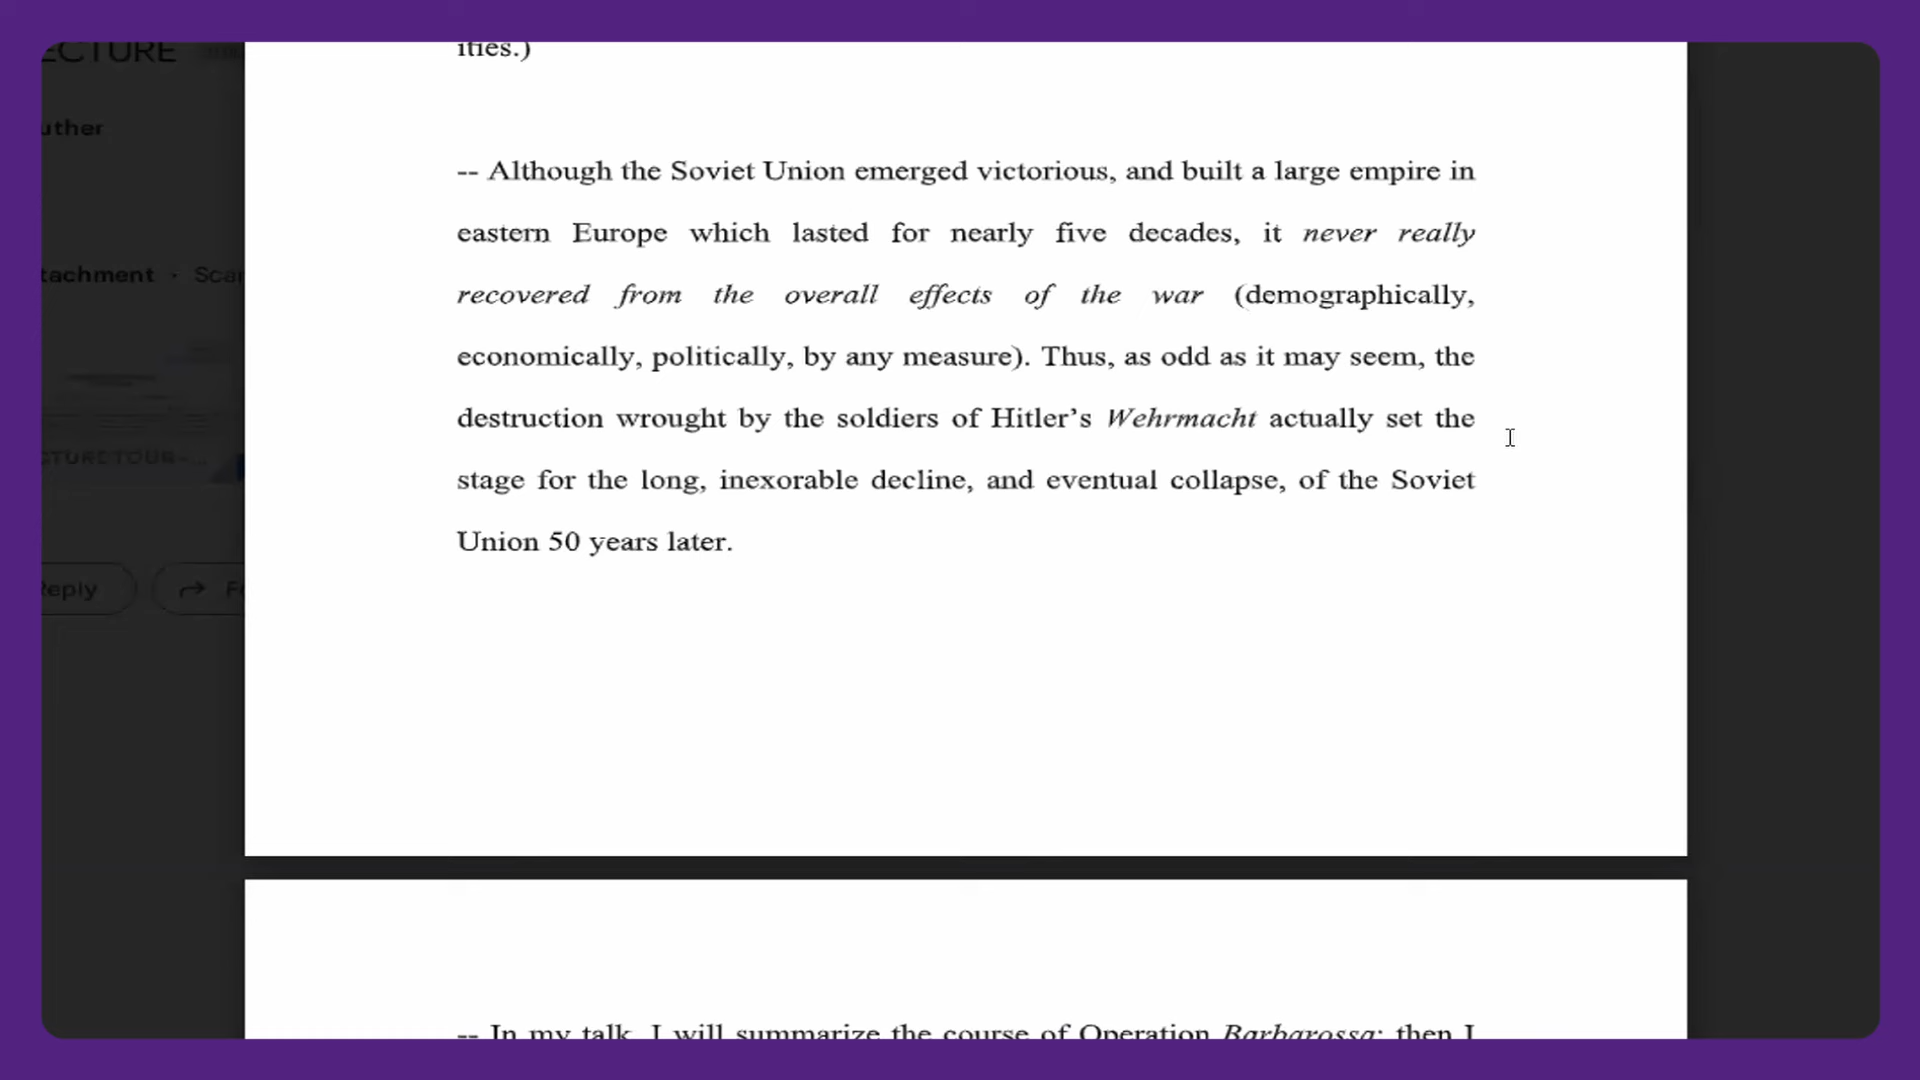 ECTURE
uther
tachment · Scan
CTURETOUR-...
Reply
ities.)
-- Although the Soviet Union emerged victorious, and built a large empire in
eastern Europe which lasted for nearly five decades, it never really
recovered from the overall effects of the war (demographically,
economically, politically, by any measure). Thus, as odd as it may seem, the
destruction wrought by the soldiers of Hitler’s Wehrmacht actually set the
stage for the long, inexorable decline, and eventual collapse, of the Soviet
Union 50 years later.
-- In my talk, I will summarize the course of Operation Barbarossa; then I